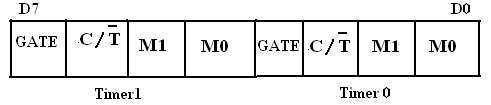 D7 D0
GATE C/T̅ M1 M0 GATE C/T̅ M1 M0
Timer1 Timer 0